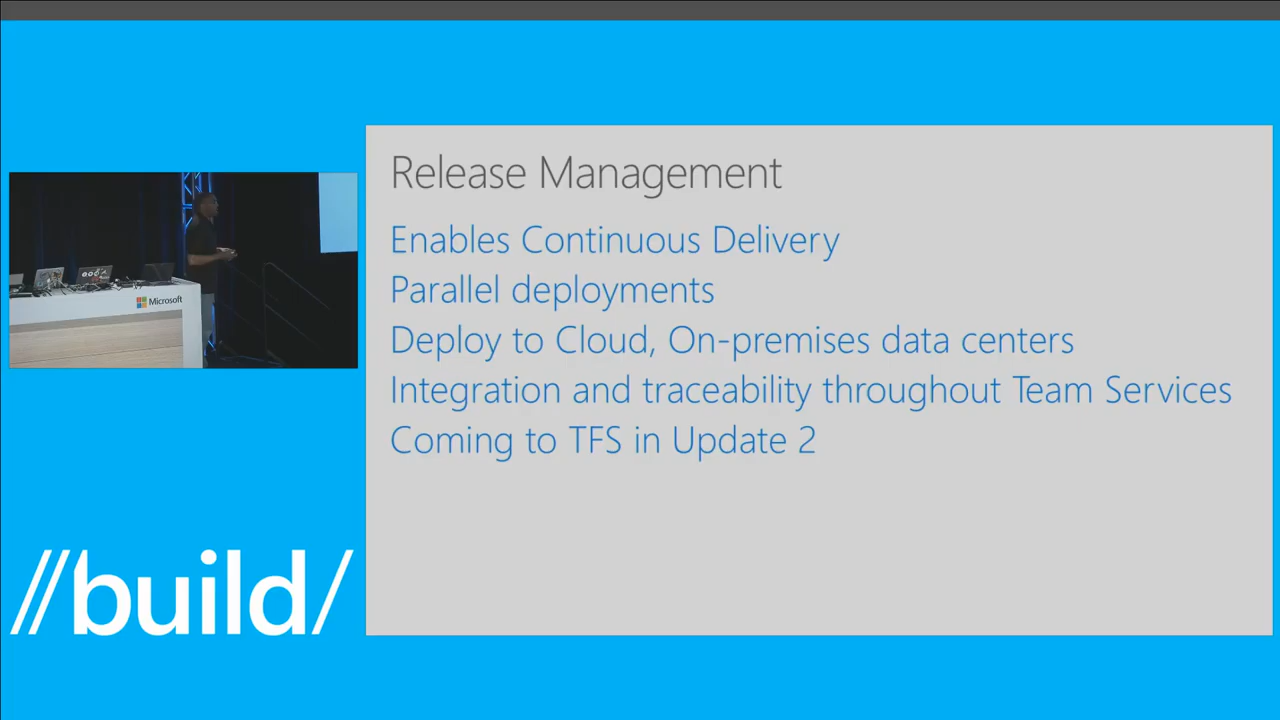 Release Management
Enables Continuous Delivery
Parallel deployments
Deploy to Cloud, On-premises data centers
Integration and traceability throughout Team Services
Coming to TFS in Update 2
Microsoft
//build/